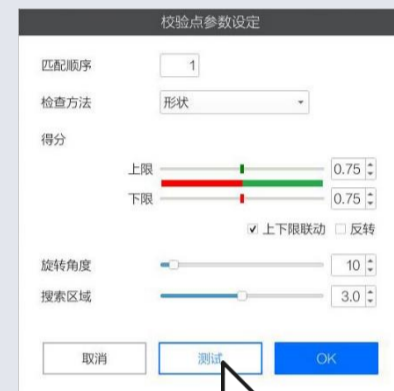 校验点参数设定
匹配顺序 1
检查方法 形状
得分
上限 0.75
下限 0.75
上下限联动 反转
旋转角度 10
搜索区域 3.0
取消 测试 OK